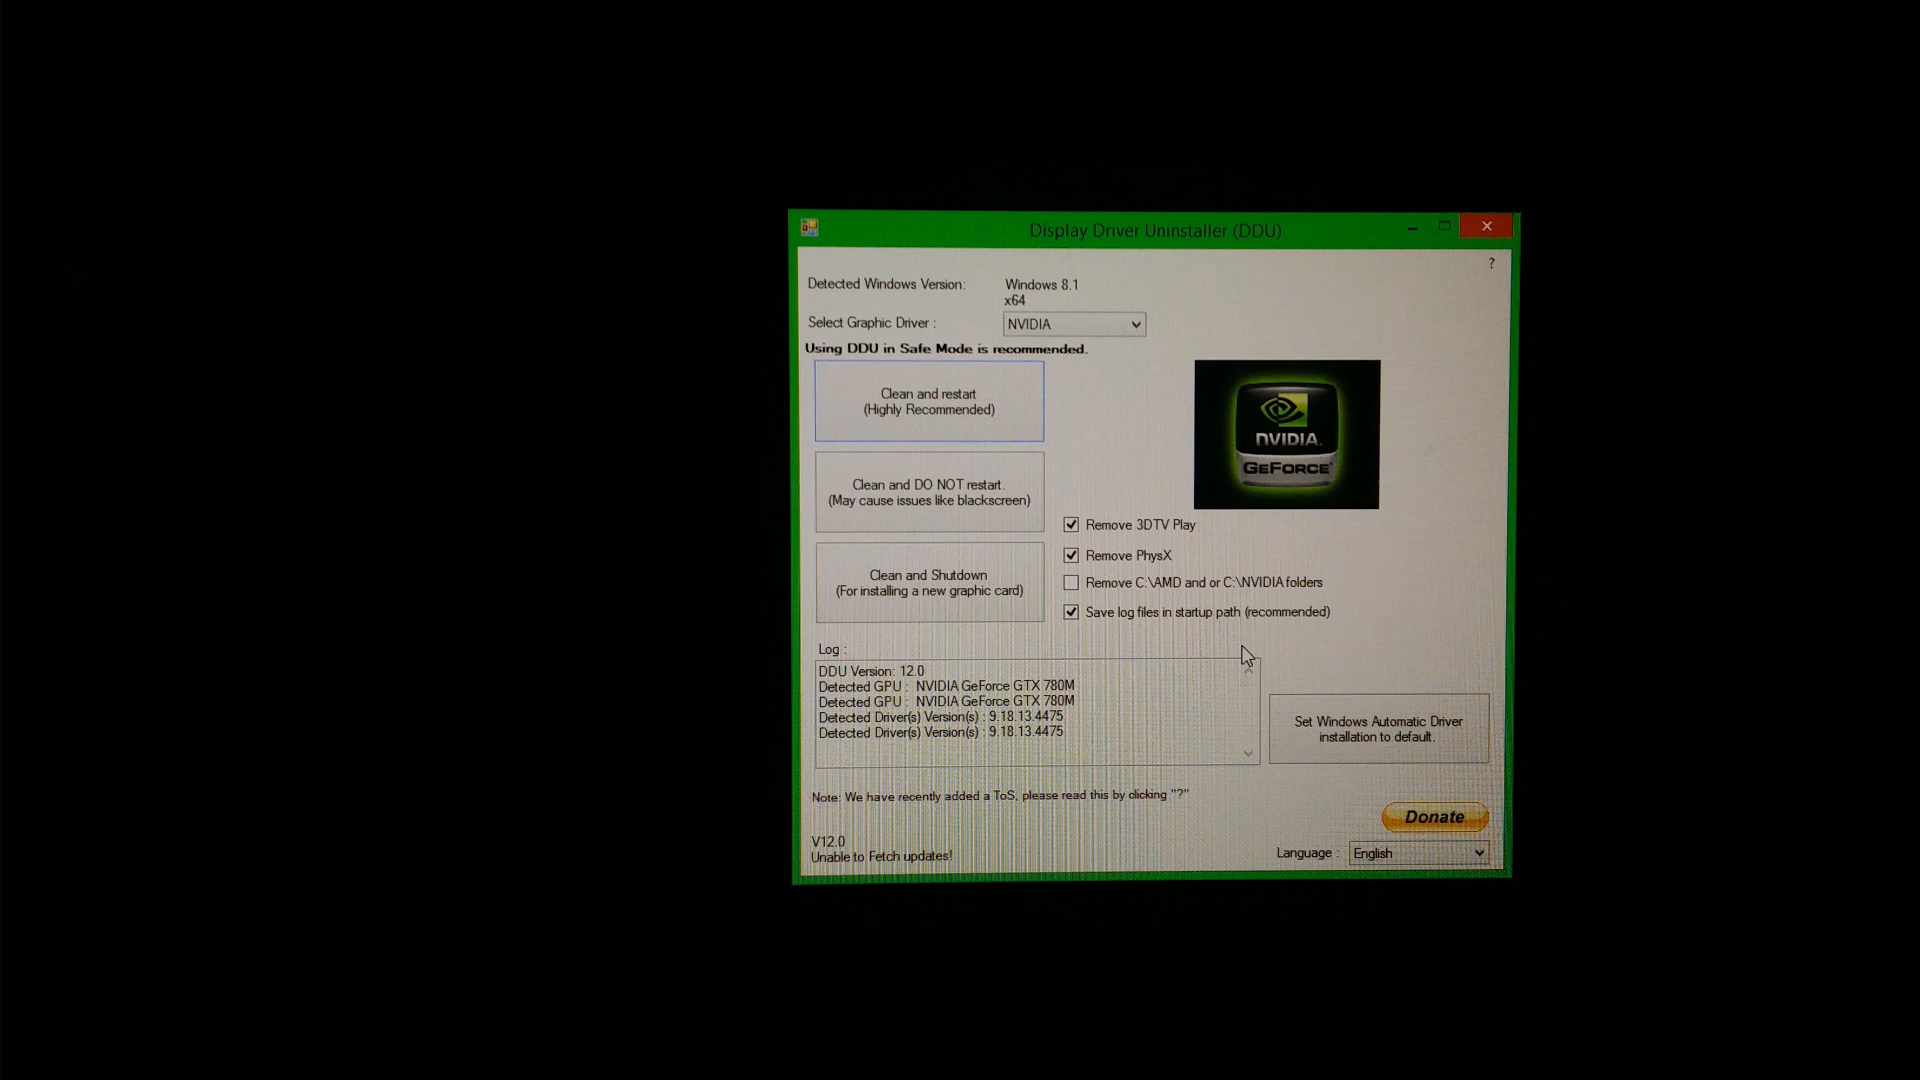 Display Driver Uninstaller (DDU)
?
Detected Windows Version:
Windows 8.1
x64
Select Graphic Driver :
NVIDIA
Using DDU in Safe Mode is recommended.
Clean and restart
(Highly Recommended)
NVIDIA.
GEFORCE
Clean and DO NOT restart.
(May cause issues like blackscreen)
Remove 3DTV Play
Remove PhysX
Clean and Shutdown
(For installing a new graphic card)
Remove C:\AMD and or C:\NVIDIA folders
Save log files in startup path (recommended)
Log :
DDU Version: 12.0
Detected GPU : NVIDIA GeForce GTX 780M
Detected GPU : NVIDIA GeForce GTX 780M
Detected Driver(s) Version(s) : 9.18.13.4475
Detected Driver(s) Version(s) : 9.18.13.4475
Set Windows Automatic Driver
installation to default.
Note: We have recently added a ToS, please read this by clicking "?"
Donate
V12.0
Unable to Fetch updates!
Language :
English